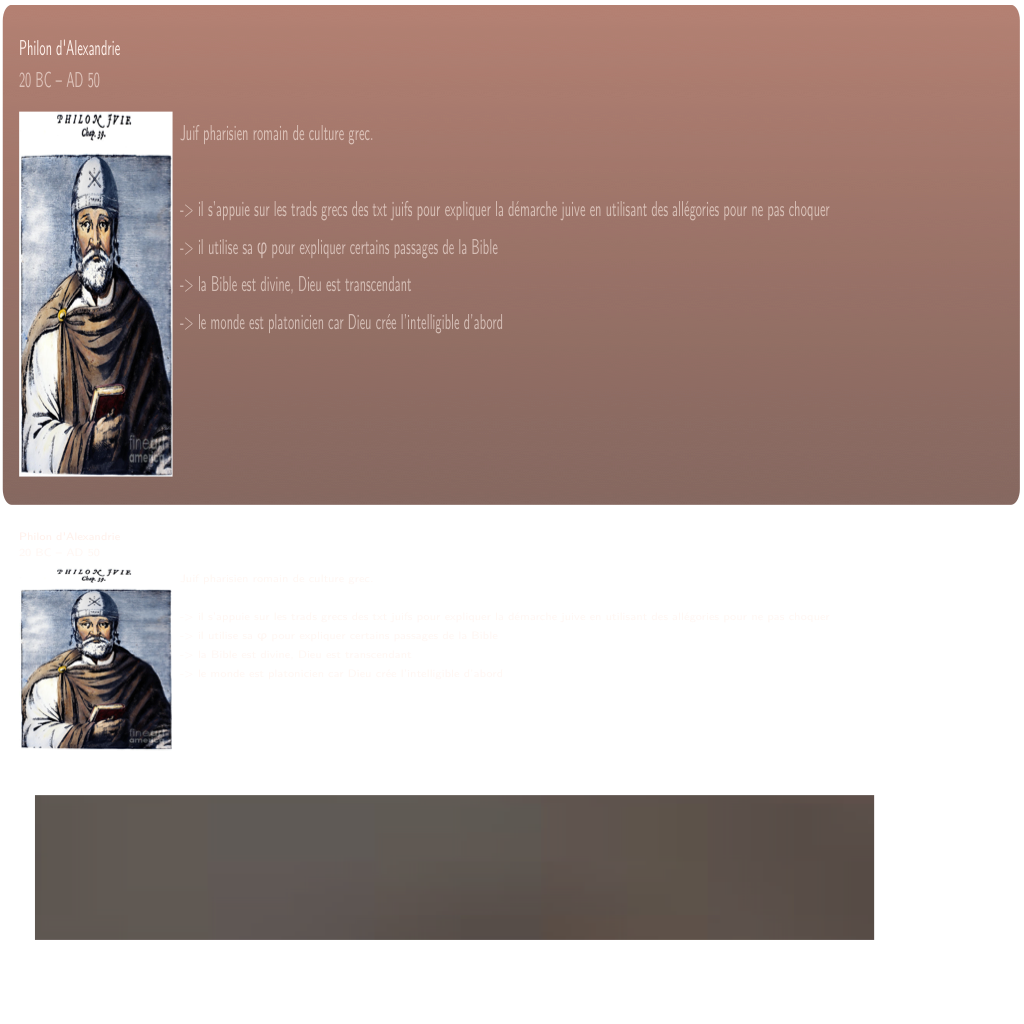 Philon d'Alexandrie
20 BC – AD 50
PHILON JVIF.
Chap. 33.
Juif pharisien romain de culture grec.
-> il s'appuie sur les trads grecs des txt juifs pour expliquer la démarche juive en utilisant des allégories pour ne pas choquer
-> il utilise sa φ pour expliquer certains passages de la Bible
-> la Bible est divine, Dieu est transcendant
-> le monde est platonicien car Dieu crée l'intelligible d'abord
fineart
america
Philon d'Alexandrie
20 BC – AD 50
PHILON JVIF.
Chap. 33.
Juif pharisien romain de culture grec.
-> il s'appuie sur les trads grecs des txt juifs pour expliquer la démarche juive en utilisant des allégories pour ne pas choquer
-> il utilise sa φ pour expliquer certains passages de la Bible
-> la Bible est divine, Dieu est transcendant
-> le monde est platonicien car Dieu crée l'intelligible d'abord
fineart
america